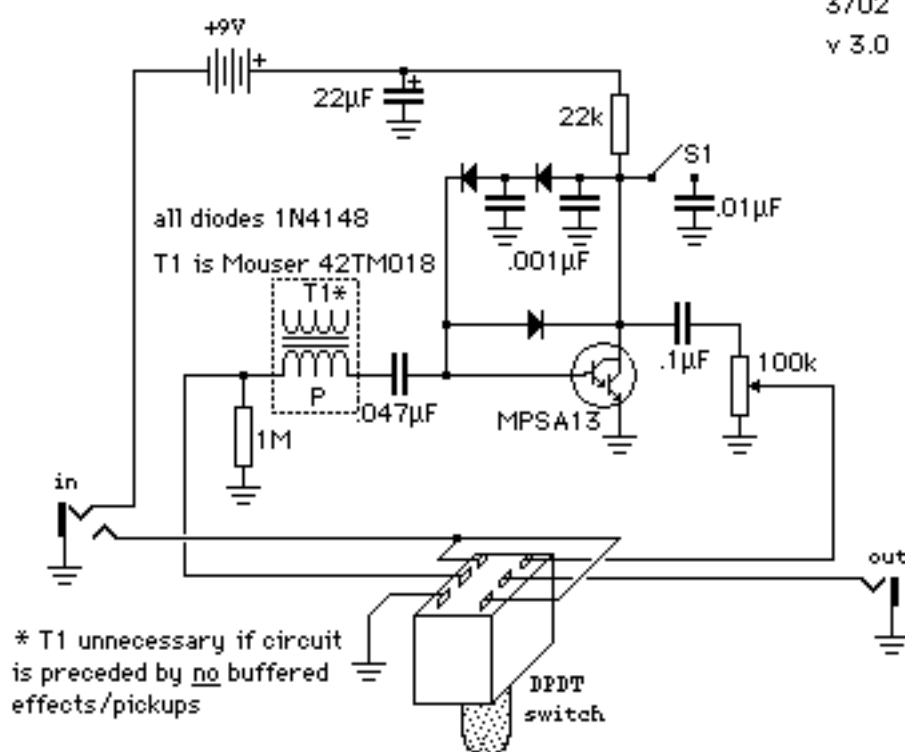 3702
v 3.0
+9V
+
22µF
+
22k
S1
.01µF
.001µF
all diodes 1N4148
T1 is Mouser 42TM018
T1*
P
.047µF
1M
MPSA13
.1µF
100k
in
out
* T1 unnecessary if circuit
is preceded by no buffered
effects/pickups
DPDT
switch